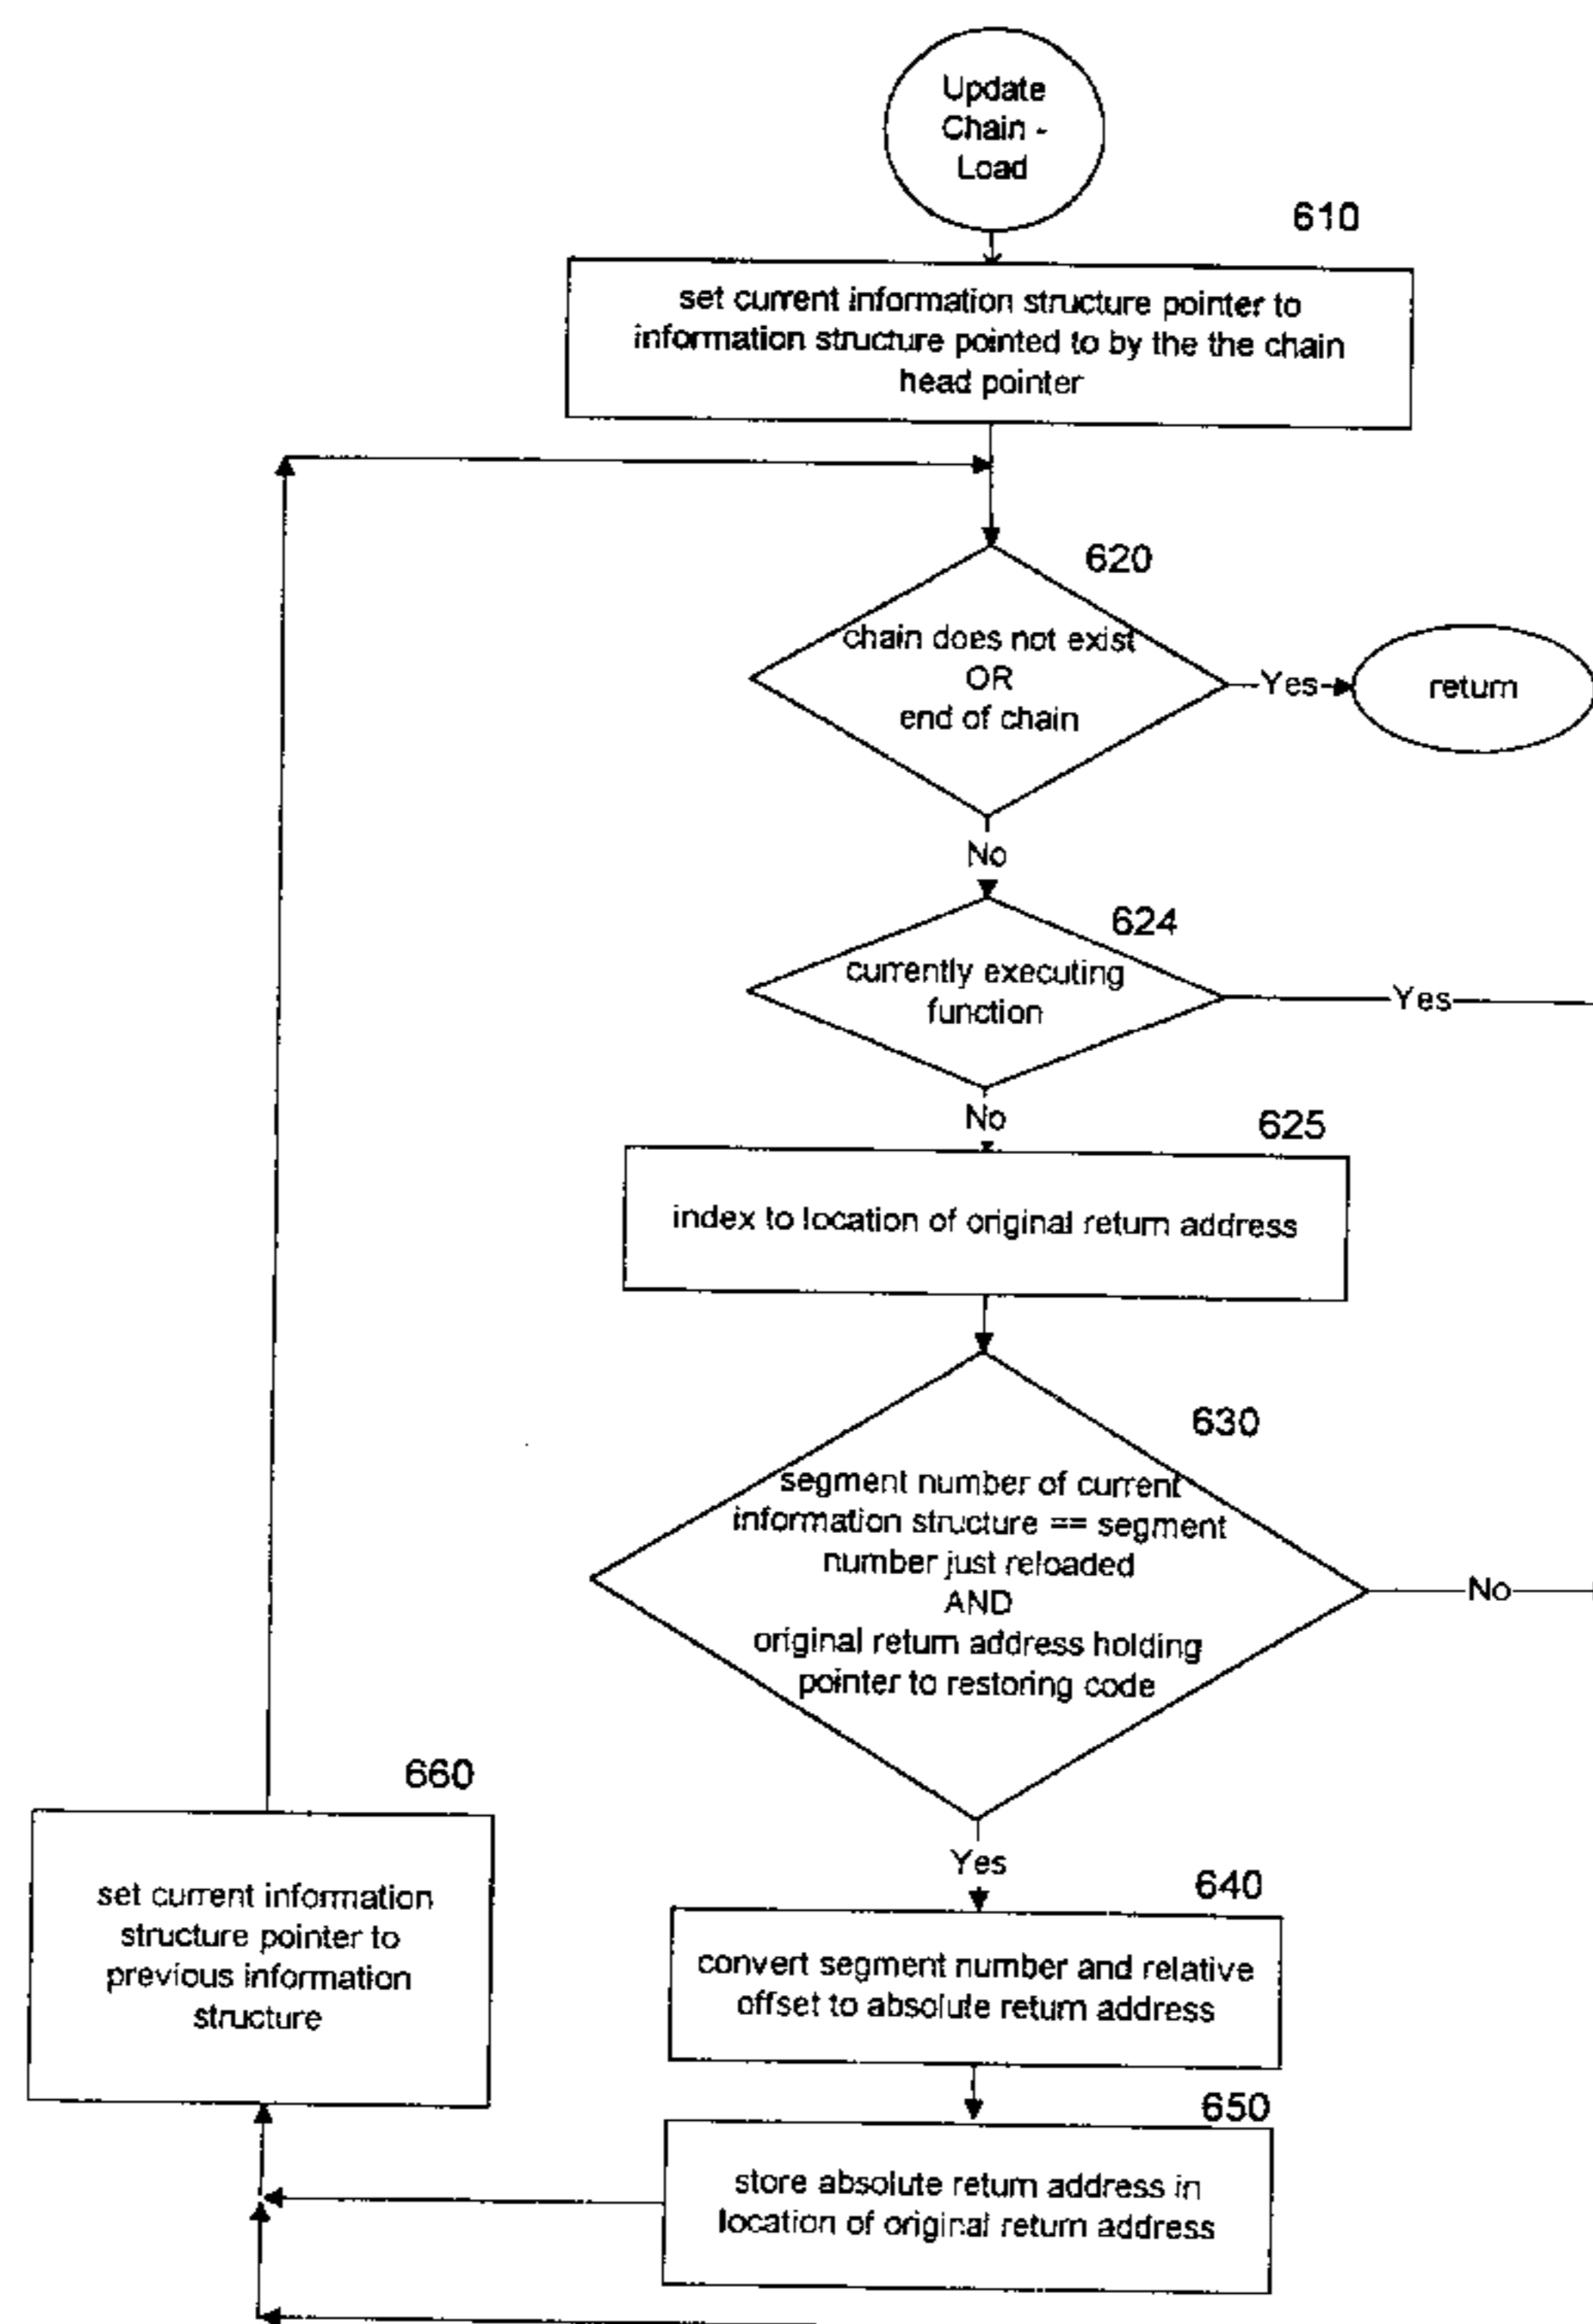 Update
Chain -
Load
610
set current information structure pointer to
information structure pointed to by the the chain
head pointer
620
chain does not exist
OR
end of chain
Yes
return
No
624
currently executing
function
Yes
No
625
index to location of original return address
630
segment number of current
information structure == segment
number just reloaded
AND
original return address holding
pointer to restoring code
No
Yes
660
set current information
structure pointer to
previous information
structure
640
convert segment number and relative
offset to absolute return address
650
store absolute return address in
location of original return address